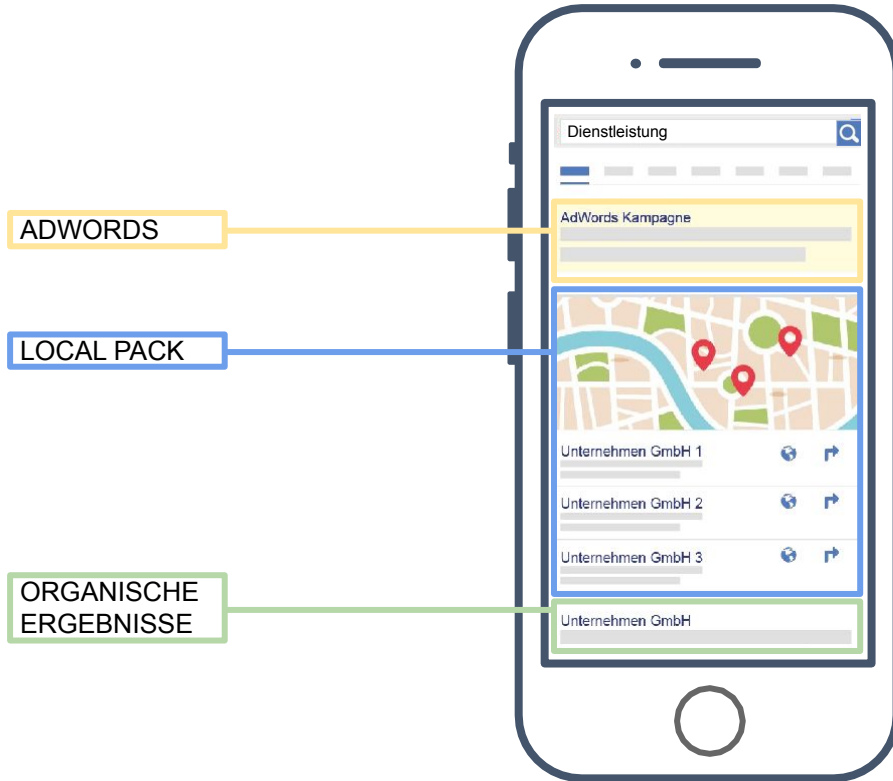 Dienstleistung
ADWORDS
AdWords Kampagne
LOCAL PACK
Unternehmen GmbH 1
Unternehmen GmbH 2
Unternehmen GmbH 3
ORGANISCHE
ERGEBNISSE
Unternehmen GmbH